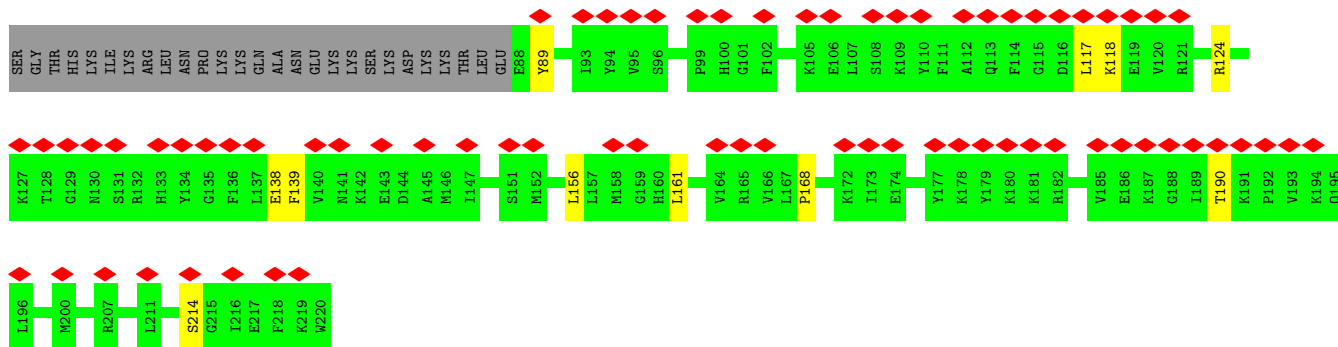 SER GLY THR HIS LYS ILE LYS ARG LEU ASN PRO LYS LYS GLN ALA ASN GLU LYS LYS SER LYS ASP LYS LYS THR LEU GLU E88 Y89 I93 Y94 V95 S96 P99 H100 G101 F102 K105 E106 L107 S108 K109 Y110 F111 A112 Q113 F114 G115 D116 L117 K118 E119 V120 R121 R124
K127 T128 G129 N130 S131 R132 H133 Y134 G135 F136 L137 E138 F139 V140 N141 K142 E143 D144 A145 M146 I147 S151 M152 L156 L157 M158 G159 H160 L161 V164 R165 V166 L167 P168 K172 I173 E174 Y177 K178 Y179 K180 K181 R182 V185 E186 K187 G188 I189 T190 K191 P192 V193 K194 Q195
L196 M200 R207 L211 S214 G215 I216 E217 F218 K219 W220